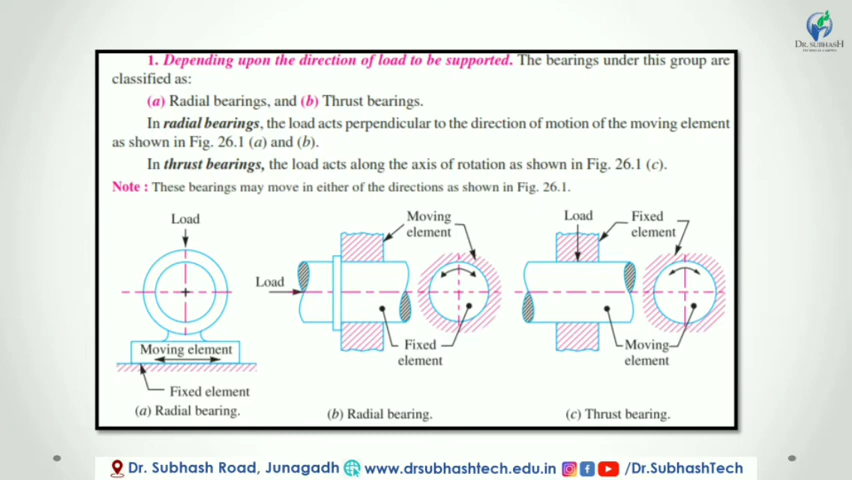 DR. SUBHASH
1. Depending upon the direction of load to be supported. The bearings under this group are
classified as:
(a) Radial bearings, and (b) Thrust bearings.
In radial bearings, the load acts perpendicular to the direction of motion of the moving element
as shown in Fig. 26.1 (a) and (b).
In thrust bearings, the load acts along the axis of rotation as shown in Fig. 26.1 (c).
Note : These bearings may move in either of the directions as shown in Fig. 26.1.
Load
Moving element
Fixed element
(a) Radial bearing.
Load
Moving
element
Fixed
element
(b) Radial bearing.
Load
Fixed
element
Moving
element
(c) Thrust bearing.
Dr. Subhash Road, Junagadh www.drsubhashtech.edu.in /Dr.SubhashTech